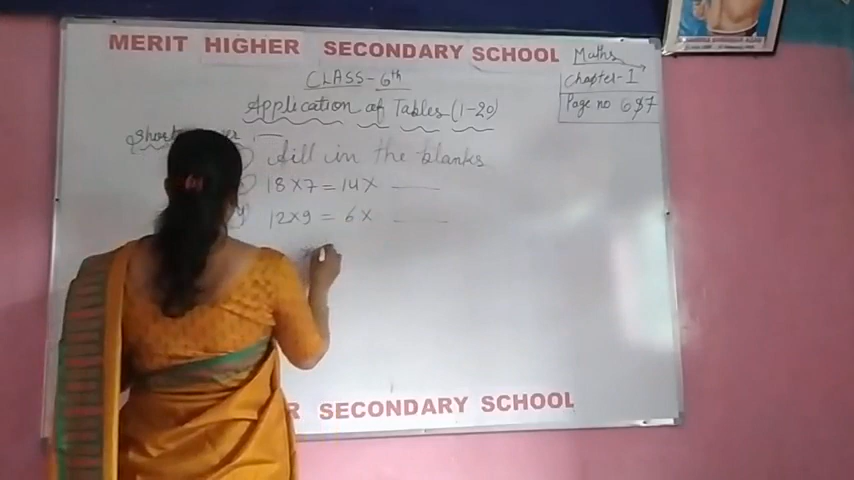 MERIT HIGHER SECONDARY SCHOOL
Maths
Chapter-I
Page no 6,7
CLASS-6th
Application of Tables (1-20)
fill in the blanks
18×7=14×
12×9 = 6×
SECONDARY SCHOOL